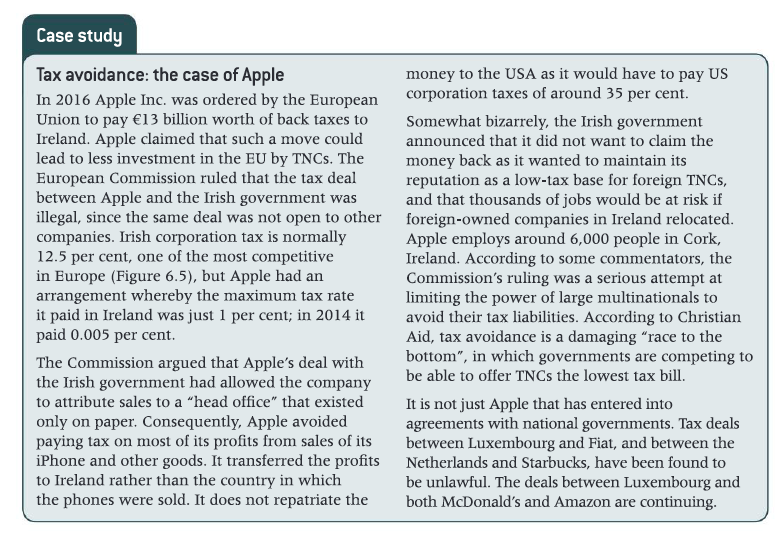 Case study
Tax avoidance: the case of Apple
In 2016 Apple Inc. was ordered by the European
Union to pay €13 billion worth of back taxes to
Ireland. Apple claimed that such a move could
lead to less investment in the EU by TNCs. The
European Commission ruled that the tax deal
between Apple and the Irish government was
illegal, since the same deal was not open to other
companies. Irish corporation tax is normally
12.5 per cent, one of the most competitive
in Europe (Figure 6.5), but Apple had an
arrangement whereby the maximum tax rate
it paid in Ireland was just 1 per cent; in 2014 it
paid 0.005 per cent.
The Commission argued that Apple's deal with
the Irish government had allowed the company
to attribute sales to a "head office" that existed
only on paper. Consequently, Apple avoided
paying tax on most of its profits from sales of its
iPhone and other goods. It transferred the profits
to Ireland rather than the country in which
the phones were sold. It does not repatriate the
money to the USA as it would have to pay US
corporation taxes of around 35 per cent.
Somewhat bizarrely, the Irish government
announced that it did not want to claim the
money back as it wanted to maintain its
reputation as a low-tax base for foreign TNCs,
and that thousands of jobs would be at risk if
foreign-owned companies in Ireland relocated.
Apple employs around 6,000 people in Cork,
Ireland. According to some commentators, the
Commission's ruling was a serious attempt at
limiting the power of large multinationals to
avoid their tax liabilities. According to Christian
Aid, tax avoidance is a damaging "race to the
bottom", in which governments are competing to
be able to offer TNCs the lowest tax bill.
It is not just Apple that has entered into
agreements with national governments. Tax deals
between Luxembourg and Fiat, and between the
Netherlands and Starbucks, have been found to
be unlawful. The deals between Luxembourg and
both McDonald's and Amazon are continuing.